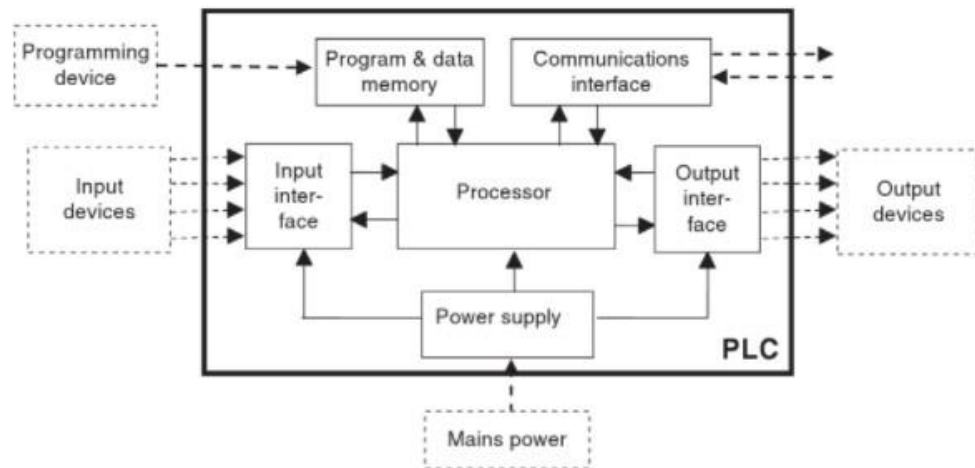 Programming
device
Program & data
memory
Communications
interface
Input
devices
Input
inter-
face
Processor
Output
inter-
face
Output
devices
Power supply
PLC
Mains power